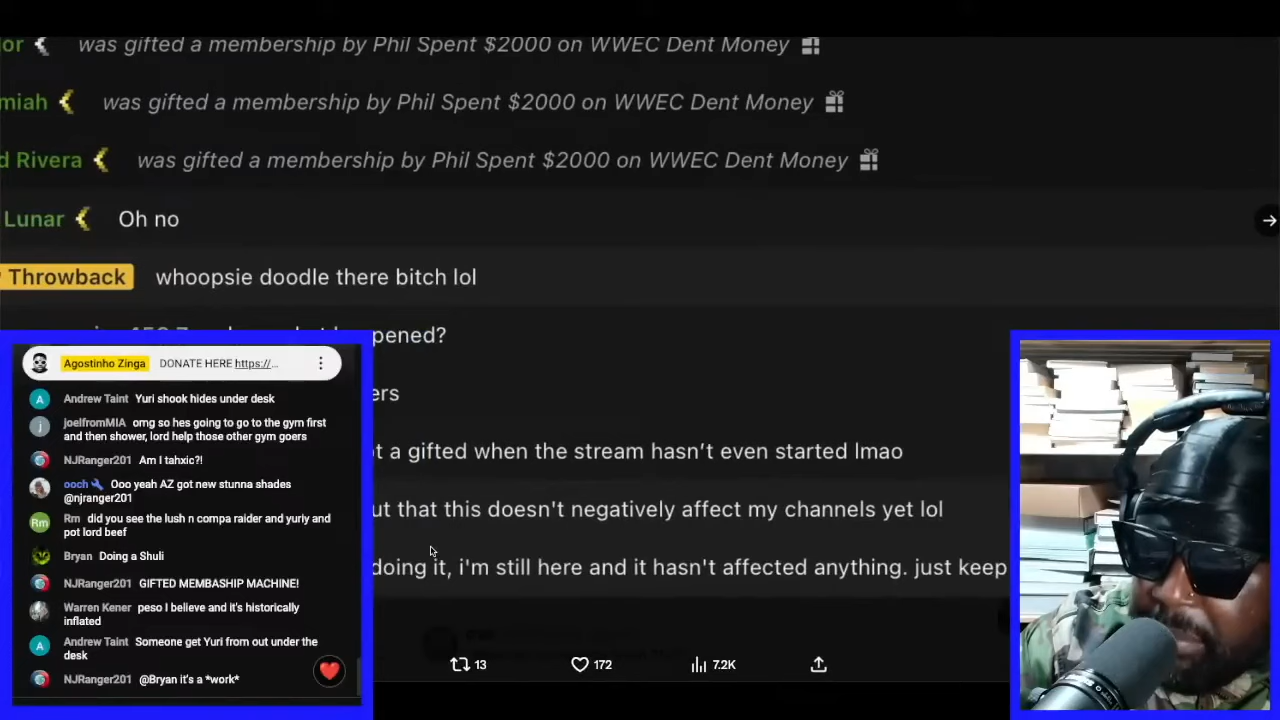 or was gifted a membership by Phil Spent $2000 on WWEC Dent Money
miah was gifted a membership by Phil Spent $2000 on WWEC Dent Money
d Rivera was gifted a membership by Phil Spent $2000 on WWEC Dent Money
Lunar Oh no
Throwback whoopsie doodle there bitch lol
pened?
ers
t a gifted when the stream hasn't even started lmao
ut that this doesn't negatively affect my channels yet lol
doing it, i'm still here and it hasn't affected anything. just keep
13 172 7.2K
Agostinho Zinga DONATE HERE https://...
Andrew Taint Yuri shook hides under desk
joelfromMIA omg so hes going to go to the gym first
and then shower, lord help those other gym goers
NJRanger201 Am I tahxic?!
ooch Ooo yeah AZ got new stunna shades
@njranger201
Rm did you see the lush n compa raider and yuriy and
pot lord beef
Bryan Doing a Shuli
NJRanger201 GIFTED MEMBASHIP MACHINE!
Warren Kener peso I believe and it's historically
inflated
Andrew Taint Someone get Yuri from out under the
desk
NJRanger201 @Bryan it's a *work*